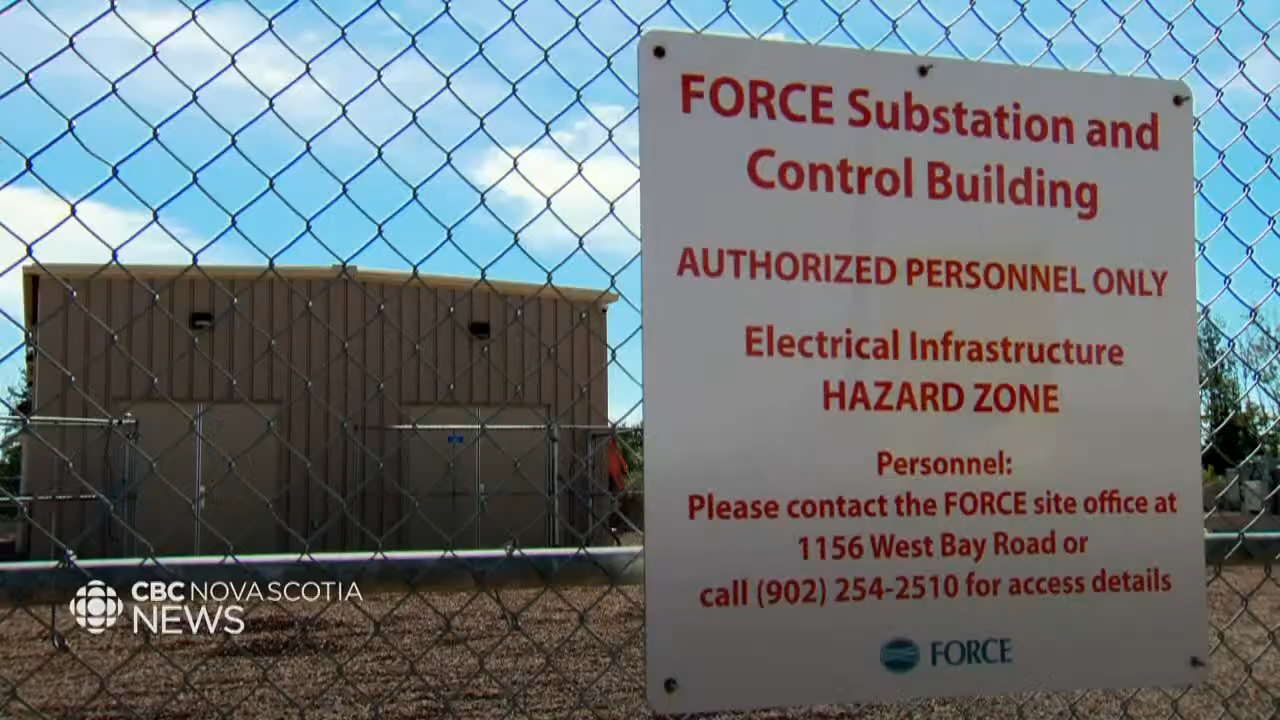 FORCE Substation and
Control Building
AUTHORIZED PERSONNEL ONLY
Electrical Infrastructure
HAZARD ZONE
Personnel:
Please contact the FORCE site office at
1156 West Bay Road or
call (902) 254-2510 for access details
FORCE
CBC NOVA SCOTIA
NEWS